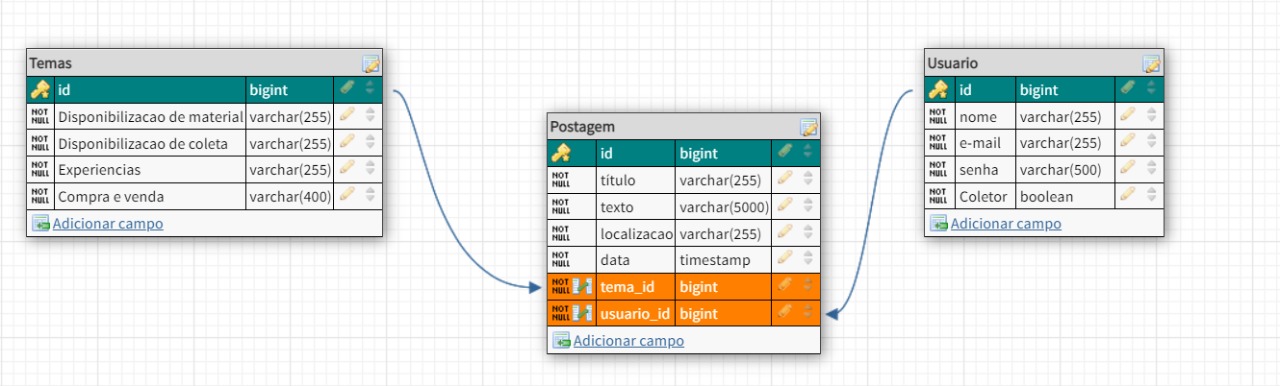 Temas
id bigint
NOT NULL Disponibilizacao de material varchar(255)
NOT NULL Disponibilizacao de coleta varchar(255)
NOT NULL Experiencias varchar(255)
NOT NULL Compra e venda varchar(400)
Adicionar campo
Postagem
id bigint
NOT NULL título varchar(255)
NOT NULL texto varchar(5000)
NOT NULL localizacao varchar(255)
NOT NULL data timestamp
NOT NULL tema_id bigint
NOT NULL usuario_id bigint
Adicionar campo
Usuario
id bigint
NOT NULL nome varchar(255)
NOT NULL e-mail varchar(255)
NOT NULL senha varchar(500)
NOT NULL Coletor boolean
Adicionar campo